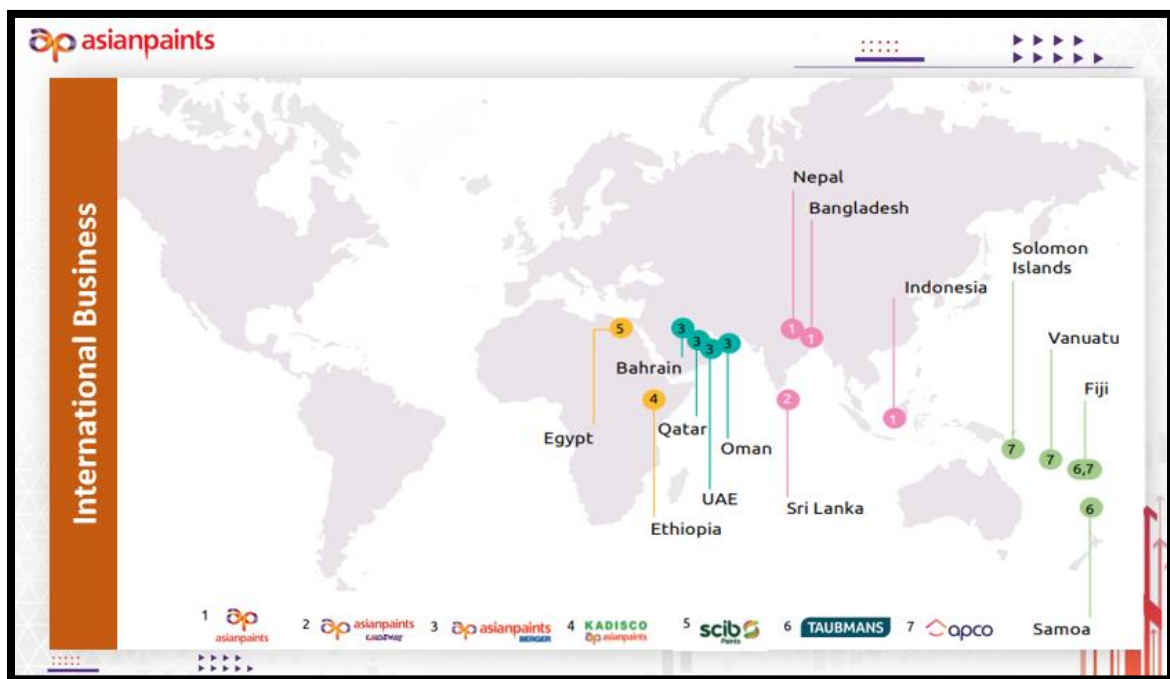 asianpaints
International Business
Nepal
Bangladesh
Solomon
Islands
Indonesia
Vanuatu
Fiji
5
3
3
3
3
1
1
Bahrain
4
2
1
Egypt
Qatar
Oman
7
7
6,7
UAE
Sri Lanka
6
Ethiopia
1 asianpaints
2 asianpaints
CAUSEWAY
3 asianpaints
BERGER
4 KADISCO
asianpaints
5 scib
Paints
6 TAUBMANS
7 apco
Samoa